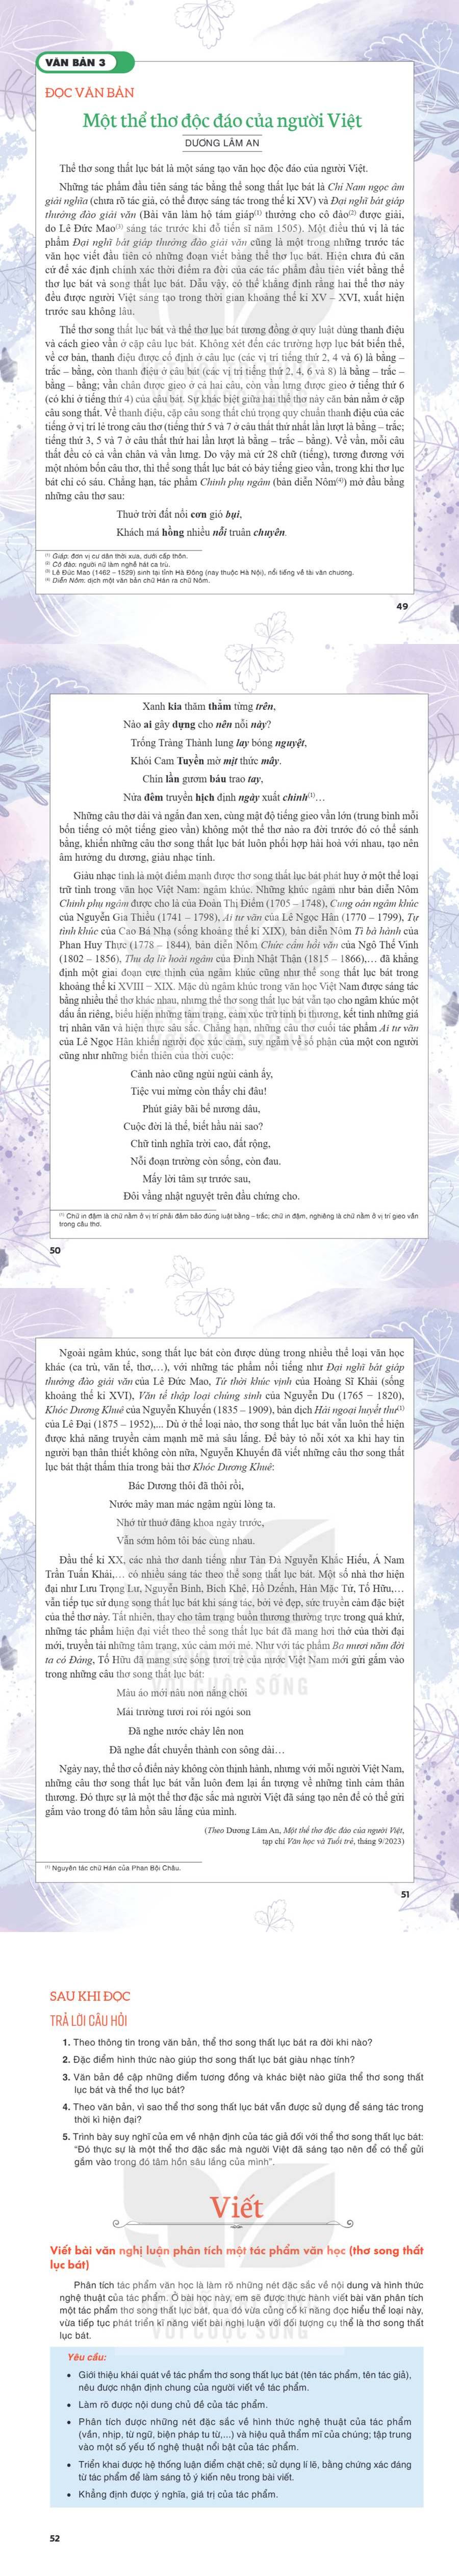 VĂN BẢN 3
ĐỌC VĂN BẢN
Một thể thơ độc đáo của người Việt
DƯƠNG LÂM AN
Thể thơ song thất lục bát là một sáng tạo văn học độc đáo của người Việt.
Những tác phẩm đầu tiên sáng tác bằng thể song thất lục bát là Chỉ Nam ngọc âm
giải nghĩa (chưa rõ tác giả, có thể được sáng tác trong thế kỉ XV) và Đại nghĩ bát giáp
thưởng đào giải văn (Bài văn làm hộ tám giáp(1) thưởng cho cô đào(2) được giải,
do Lê Đức Mao(3) sáng tác trước khi đỗ tiến sĩ năm 1505). Một điều thú vị là tác
phẩm Đại nghĩ bát giáp thưởng đào giải văn cũng là một trong những trước tác
văn học viết đầu tiên có những đoạn viết bằng thể thơ lục bát. Hiện chưa đủ căn
cứ để xác định chính xác thời điểm ra đời của các tác phẩm đầu tiên viết bằng thể
thơ lục bát và song thất lục bát. Dẫu vậy, có thể khẳng định rằng hai thể thơ này
đều được người Việt sáng tạo trong thời gian khoảng thế kỉ XV – XVI, xuất hiện
trước sau không lâu.
Thể thơ song thất lục bát và thể thơ lục bát tương đồng ở quy luật dùng thanh điệu
và cách gieo vần ở cặp câu lục bát. Không xét đến các trường hợp lục bát biến thể,
về cơ bản, thanh điệu được cố định ở câu lục (các vị trí tiếng thứ 2, 4 và 6) là bằng –
trắc – bằng, còn thanh điệu ở câu bát (các vị trí tiếng thứ 2, 4, 6 và 8) là bằng – trắc –
bằng – bằng; vần chân được gieo ở cả hai câu, còn vần lưng được gieo ở tiếng thứ 6
(có khi ở tiếng thứ 4) của câu bát. Sự khác biệt giữa hai thể thơ này căn bản nằm ở cặp
câu song thất. Về thanh điệu, cặp câu song thất chú trọng quy chuẩn thanh điệu của các
tiếng ở vị trí lẻ trong câu thơ (tiếng thứ 5 và 7 ở câu thất thứ nhất lần lượt là bằng – trắc;
tiếng thứ 3, 5 và 7 ở câu thất thứ hai lần lượt là bằng – trắc – bằng). Về vần, mỗi câu
thất đều có cả vần chân và vần lưng. Do vậy mà cứ 28 chữ (tiếng), tương đương với
một nhóm bốn câu thơ, thì thể song thất lục bát có bảy tiếng gieo vần, trong khi thơ lục
bát chỉ có sáu. Chẳng hạn, tác phẩm Chinh phụ ngâm (bản diễn Nôm(4)) mở đầu bằng
những câu thơ sau:
Thuở trời đất nổi cơn gió bụi,
Khách má hồng nhiều nỗi truân chuyên.
(1) Giáp: đơn vị cư dân thời xưa, dưới cấp thôn.
(2) Cô đào: người nữ làm nghề hát ca trù.
(3) Lê Đức Mao (1462 – 1529) sinh tại tỉnh Hà Đông (nay thuộc Hà Nội), nổi tiếng về tài văn chương.
(4) Diễn Nôm: dịch một văn bản chữ Hán ra chữ Nôm.
49
Xanh kia thăm thẳm từng trên,
Nào ai gây dựng cho nên nỗi này?
Trống Tràng Thành lung lay bóng nguyệt,
Khói Cam Tuyền mờ mịt thức mây.
Chín lần gươm báu trao tay,
Nửa đêm truyền hịch định ngày xuất chinh(1)…
Những câu thơ dài và ngắn đan xen, cùng mật độ tiếng gieo vần lớn (trung bình mỗi
bốn tiếng có một tiếng gieo vần) không một thể thơ nào ra đời trước đó có thể sánh
bằng, khiến những câu thơ song thất lục bát luôn phối hợp hài hoà với nhau, tạo nên
âm hưởng du dương, giàu nhạc tính.
Giàu nhạc tính là một điểm mạnh được thơ song thất lục bát phát huy ở một thể loại
trữ tình trong văn học Việt Nam: ngâm khúc. Những khúc ngâm như bản diễn Nôm
Chinh phụ ngâm được cho là của Đoàn Thị Điểm (1705 – 1748), Cung oán ngâm khúc
của Nguyễn Gia Thiều (1741 – 1798), Ai tư vãn của Lê Ngọc Hân (1770 – 1799), Tự
tình khúc của Cao Bá Nhạ (sống khoảng thế kỉ XIX), bản diễn Nôm Tì bà hành của
Phan Huy Thực (1778 – 1844), bản diễn Nôm Chức cẩm hồi văn của Ngô Thế Vinh
(1802 – 1856), Thu dạ lữ hoài ngâm của Đinh Nhật Thận (1815 – 1866),… đã khẳng
định một giai đoạn cực thịnh của ngâm khúc cũng như thể song thất lục bát trong
khoảng thế kỉ XVIII – XIX. Mặc dù ngâm khúc trong văn học Việt Nam được sáng tác
bằng nhiều thể thơ khác nhau, nhưng thể thơ song thất lục bát vẫn tạo cho ngâm khúc một
dấu ấn riêng, biểu hiện những tâm trạng, cảm xúc trữ tình bi thương, kết tinh những giá
trị nhân văn và hiện thực sâu sắc. Chẳng hạn, những câu thơ cuối tác phẩm Ai tư vãn
của Lê Ngọc Hân khiến người đọc xúc cảm, suy ngẫm về số phận của một con người
cũng như những biến thiên của thời cuộc:
Cảnh nào cũng ngùi ngùi cảnh ấy,
Tiệc vui mừng còn thấy chi đâu!
Phút giây bãi bể nương dâu,
Cuộc đời là thế, biết hầu nài sao?
Chữ tình nghĩa trời cao, đất rộng,
Nỗi đoạn trường còn sống, còn đau.
Mấy lời tâm sự trước sau,
Đôi vầng nhật nguyệt trên đầu chứng cho.
(1) Chữ in đậm là chữ nằm ở vị trí phải đảm bảo đúng luật bằng – trắc; chữ in đậm, nghiêng là chữ nằm ở vị trí gieo vần
trong câu thơ.
50
Ngoài ngâm khúc, song thất lục bát còn được dùng trong nhiều thể loại văn học
khác (ca trù, văn tế, thơ,…), với những tác phẩm nổi tiếng như Đại nghĩ bát giáp
thưởng đào giải văn của Lê Đức Mao, Tứ thời khúc vịnh của Hoàng Sĩ Khải (sống
khoảng thế kỉ XVI), Văn tế thập loại chúng sinh của Nguyễn Du (1765 – 1820),
Khóc Dương Khuê của Nguyễn Khuyến (1835 – 1909), bản dịch Hải ngoại huyết thư(1)
của Lê Đại (1875 – 1952),... Dù ở thể loại nào, thơ song thất lục bát vẫn luôn thể hiện
được khả năng truyền cảm mạnh mẽ mà sâu lắng. Để bày tỏ nỗi xót xa khi hay tin
người bạn thân thiết không còn nữa, Nguyễn Khuyến đã viết những câu thơ song thất
lục bát thật thấm thía trong bài thơ Khóc Dương Khuê:
Bác Dương thôi đã thôi rồi,
Nước mây man mác ngậm ngùi lòng ta.
Nhớ từ thuở đăng khoa ngày trước,
Vẫn sớm hôm tôi bác cùng nhau.
Đầu thế kỉ XX, các nhà thơ danh tiếng như Tản Đà Nguyễn Khắc Hiếu, Á Nam
Trần Tuấn Khải,… có nhiều sáng tác theo thể song thất lục bát. Một số nhà thơ hiện
đại như Lưu Trọng Lư, Nguyễn Bính, Bích Khê, Hồ Dzếnh, Hàn Mặc Tử, Tố Hữu,…
vẫn tiếp tục sử dụng song thất lục bát khi sáng tác, bởi vẻ đẹp, sức truyền cảm đặc biệt
của thể thơ này. Tất nhiên, thay cho tâm trạng buồn thương thường trực trong quá khứ,
những tác phẩm hiện đại viết theo thể song thất lục bát đã mang hơi thở của thời đại
mới, truyền tải những tâm trạng, xúc cảm mới mẻ. Như với tác phẩm Ba mươi năm đời
ta có Đảng, Tố Hữu đã mang sức sống tươi trẻ của nước Việt Nam mới gửi gắm vào
trong những câu thơ song thất lục bát:
Màu áo mới nâu non nắng chói
Mái trường tươi roi rói ngói son
Đã nghe nước chảy lên non
Đã nghe đất chuyển thành con sông dài…
Ngày nay, thể thơ cổ điển này không còn thịnh hành, nhưng với mỗi người Việt Nam,
những câu thơ song thất lục bát vẫn luôn đem lại ấn tượng về những tình cảm thân
thương. Đó thực sự là một thể thơ đặc sắc mà người Việt đã sáng tạo nên để có thể gửi
gắm vào trong đó tâm hồn sâu lắng của mình.
(Theo Dương Lâm An, Một thể thơ độc đáo của người Việt,
tạp chí Văn học và Tuổi trẻ, tháng 9/2023)
(1) Nguyên tác chữ Hán của Phan Bội Châu.
51
SAU KHI ĐỌC
TRẢ LỜI CÂU HỎI
1. Theo thông tin trong văn bản, thể thơ song thất lục bát ra đời khi nào?
2. Đặc điểm hình thức nào giúp thơ song thất lục bát giàu nhạc tính?
3. Văn bản đề cập những điểm tương đồng và khác biệt nào giữa thể thơ song thất
lục bát và thể thơ lục bát?
4. Theo văn bản, vì sao thể thơ song thất lục bát vẫn được sử dụng để sáng tác trong
thời kì hiện đại?
5. Trình bày suy nghĩ của em về nhận định của tác giả đối với thể thơ song thất lục bát:
“Đó thực sự là một thể thơ đặc sắc mà người Việt đã sáng tạo nên để có thể gửi
gắm vào trong đó tâm hồn sâu lắng của mình”.
Viết
Viết bài văn nghị luận phân tích một tác phẩm văn học (thơ song thất
lục bát)
Phân tích tác phẩm văn học là làm rõ những nét đặc sắc về nội dung và hình thức
nghệ thuật của tác phẩm. Ở bài học này, em sẽ được thực hành viết bài văn phân tích
một tác phẩm thơ song thất lục bát, qua đó vừa củng cố kĩ năng đọc hiểu thể loại này,
vừa tiếp tục phát triển kĩ năng viết bài nghị luận với đối tượng cụ thể là thơ song thất
lục bát.
Yêu cầu:
• Giới thiệu khái quát về tác phẩm thơ song thất lục bát (tên tác phẩm, tên tác giả),
nêu được nhận định chung của người viết về tác phẩm.
• Làm rõ được nội dung chủ đề của tác phẩm.
• Phân tích được những nét đặc sắc về hình thức nghệ thuật của tác phẩm
(vần, nhịp, từ ngữ, biện pháp tu từ,...) và hiệu quả thẩm mĩ của chúng; tập trung
vào một số yếu tố nghệ thuật nổi bật của tác phẩm.
• Triển khai được hệ thống luận điểm chặt chẽ; sử dụng lí lẽ, bằng chứng xác đáng
từ tác phẩm để làm sáng tỏ ý kiến nêu trong bài viết.
• Khẳng định được ý nghĩa, giá trị của tác phẩm.
52